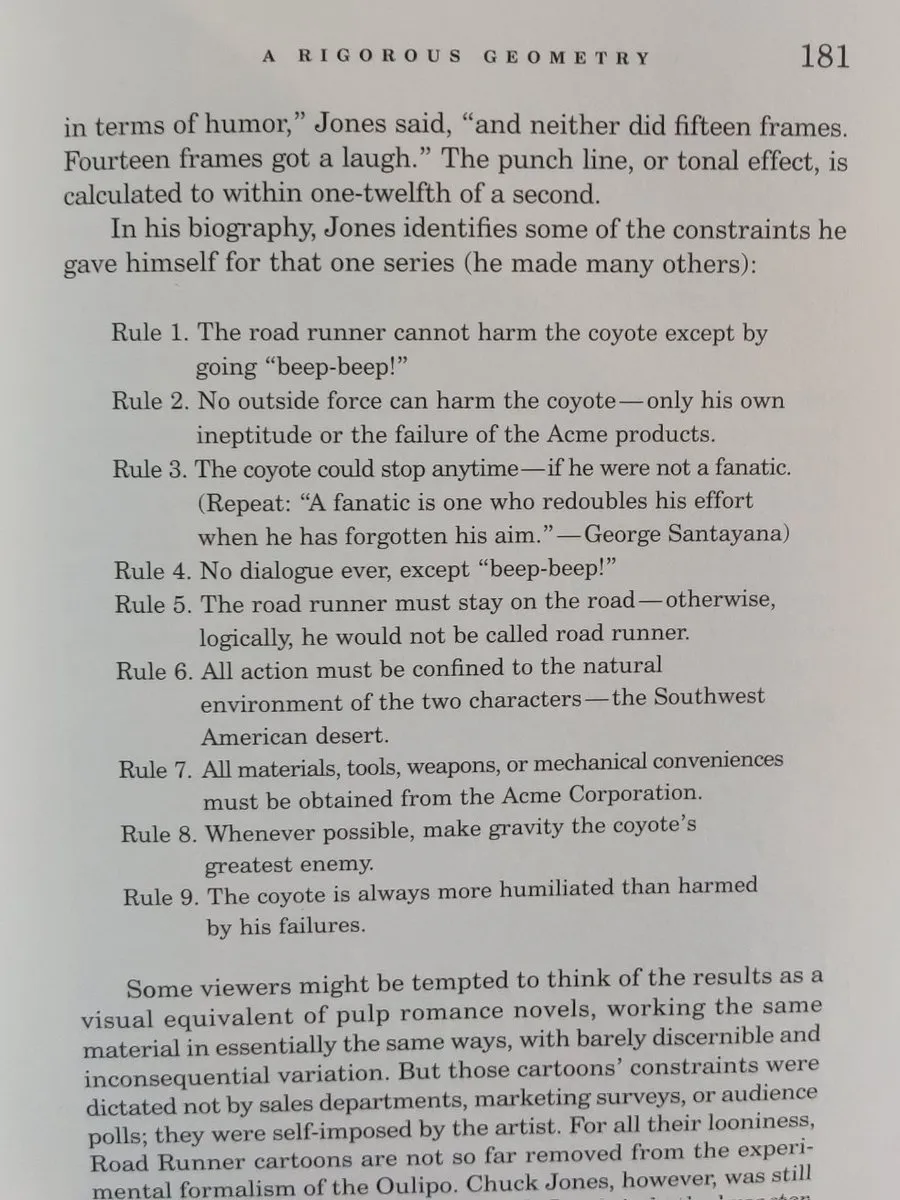 A RIGOROUS GEOMETRY 181
in terms of humor,” Jones said, “and neither did fifteen frames.
Fourteen frames got a laugh.” The punch line, or tonal effect, is
calculated to within one-twelfth of a second.
In his biography, Jones identifies some of the constraints he
gave himself for that one series (he made many others):
Rule 1. The road runner cannot harm the coyote except by
going “beep-beep!”
Rule 2. No outside force can harm the coyote—only his own
ineptitude or the failure of the Acme products.
Rule 3. The coyote could stop anytime—if he were not a fanatic.
(Repeat: “A fanatic is one who redoubles his effort
when he has forgotten his aim.”—George Santayana)
Rule 4. No dialogue ever, except “beep-beep!”
Rule 5. The road runner must stay on the road—otherwise,
logically, he would not be called road runner.
Rule 6. All action must be confined to the natural
environment of the two characters—the Southwest
American desert.
Rule 7. All materials, tools, weapons, or mechanical conveniences
must be obtained from the Acme Corporation.
Rule 8. Whenever possible, make gravity the coyote’s
greatest enemy.
Rule 9. The coyote is always more humiliated than harmed
by his failures.
Some viewers might be tempted to think of the results as a
visual equivalent of pulp romance novels, working the same
material in essentially the same ways, with barely discernible and
inconsequential variation. But those cartoons’ constraints were
dictated not by sales departments, marketing surveys, or audience
polls; they were self-imposed by the artist. For all their looniness,
Road Runner cartoons are not so far removed from the experi-
mental formalism of the Oulipo. Chuck Jones, however, was still